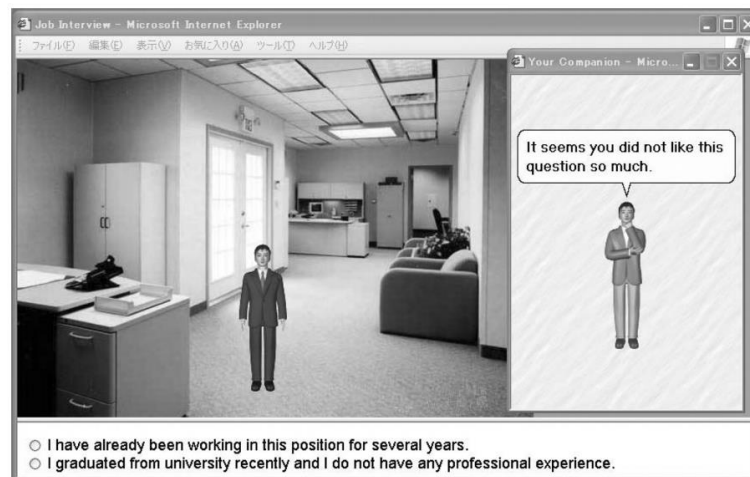 Job Interview - Microsoft Internet Explorer
ファイル(F) 編集(E) 表示(V) お気に入り(A) ツール(T) ヘルプ(H)
Your Companion - Micro...
It seems you did not like this
question so much.
I have already been working in this position for several years.
I graduated from university recently and I do not have any professional experience.